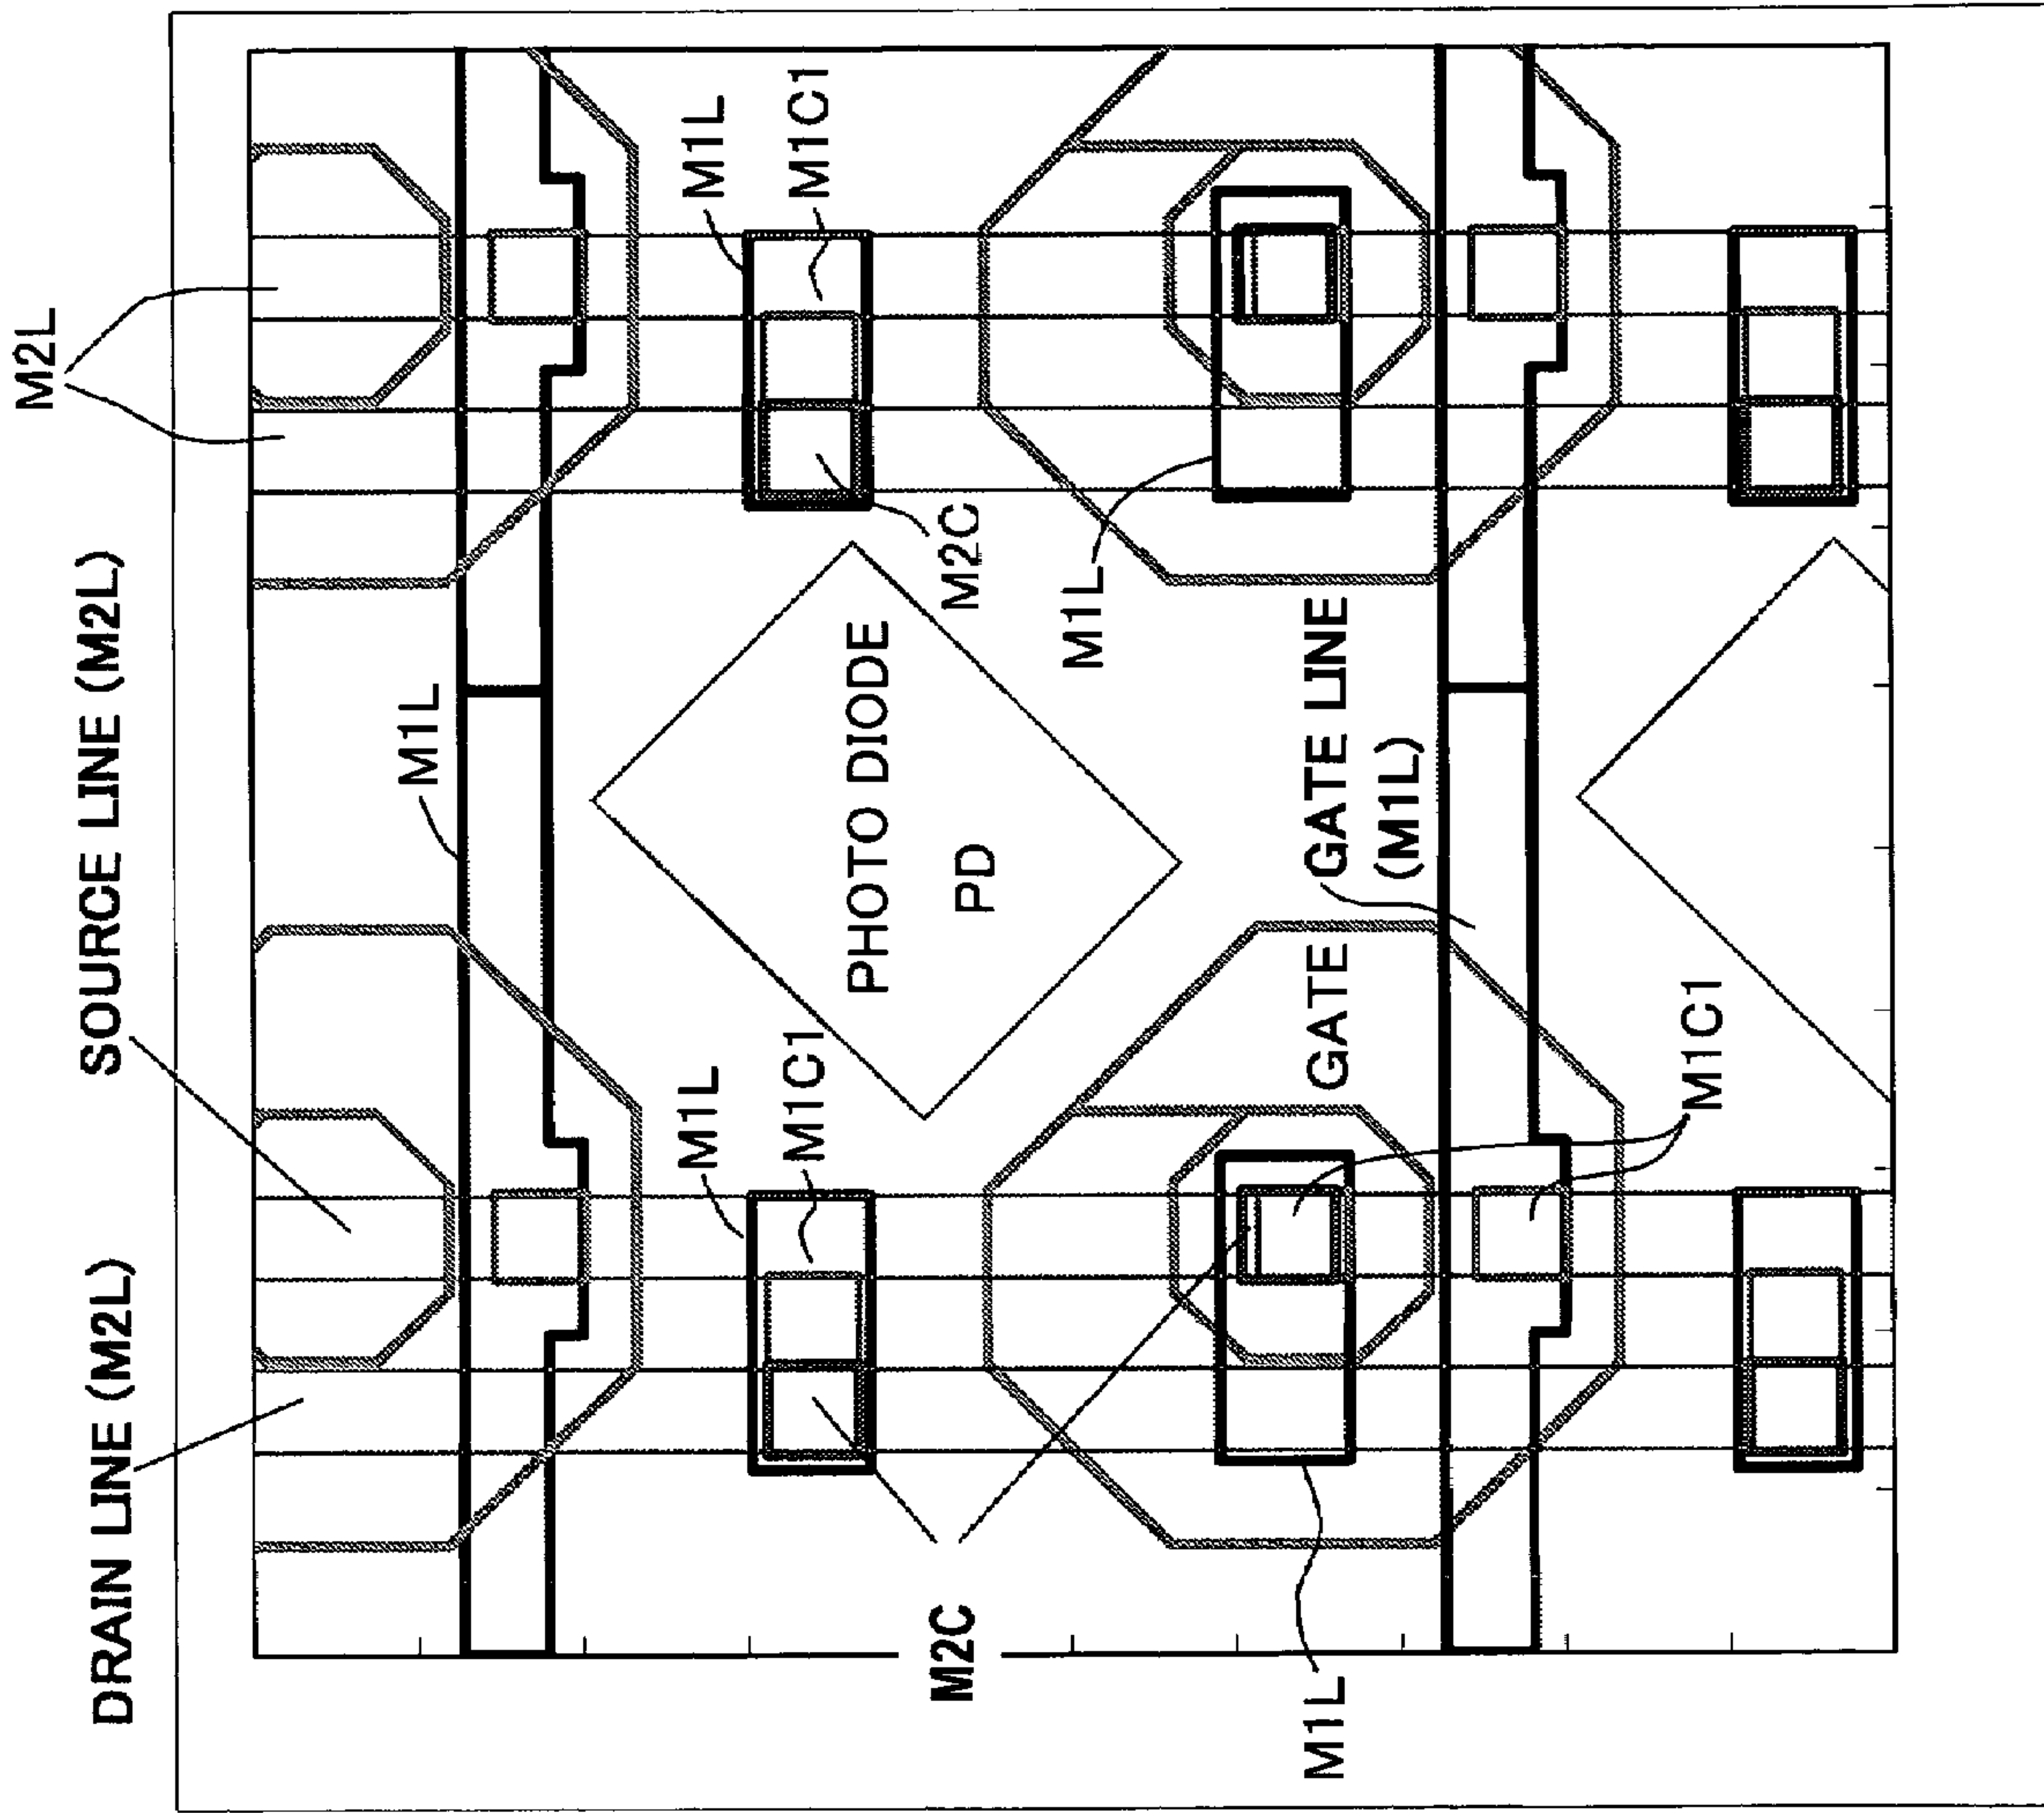 M2L
DRAIN LINE (M2L)
SOURCE LINE (M2L)
M1L
M1L
M1L
M1C1
M1C1
PHOTO DIODE
PD
M2C
M2C
M1L
M1L
GATE
GATE LINE
(M1L)
M1C1